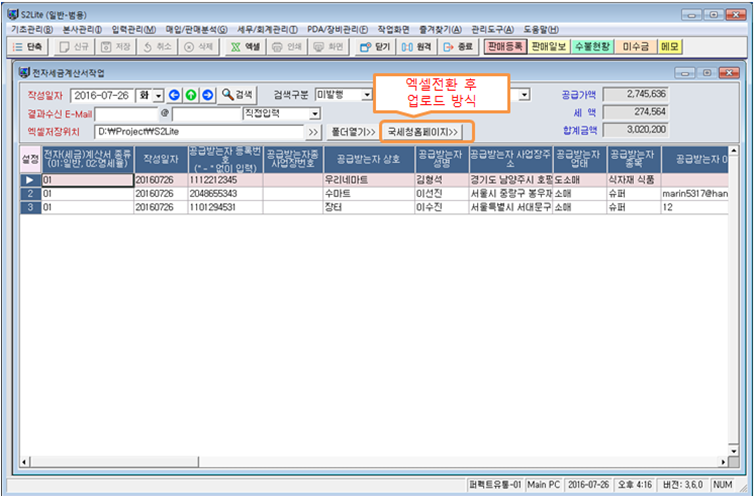 S2Lite (일반-범용)
기초관리(B) 본사관리(I) 입력관리(M) 매입/판매분석(G) 세무/회계관리(T) PDA/장비관리(F) 작업화면 즐겨찾기(A) 관리도구(A) 도움말(H)
단축 신규 저장 취소 삭제 엑셀 인쇄 화면 닫기 원격 종료 판매등록 판매일보 수불현황 미수금 메모
전자세금계산서작업
엑셀전환 후
업로드 방식
작성일자 2016-07-26 화 검색 검색구분 미발행 공급가액 2,745,636
결과수신 E-Mail @ 직접입력 세 액 274,564
엑셀저장위치 D:\\Project\\S2Lite >> 폴더열기>> 국세청홈페이지>> 합계금액 3,020,200
설정 전자(세금)계산서 종류 (01:일반, 02:영세율) 작성일자 공급받는자 등록번호 ("-"없이 입력) 공급받는자종사업장번호 공급받는자 상호 공급받는자 성명 공급받는자 사업장주소 공급받는자 업태 공급받는자 종목 공급받는자 이
01 20160726 1112212345 우리네마트 김형석 경기도 남양주시 호평 도소매 식자재 식품
2 01 20160726 2048655343 수마트 이선진 서울시 중랑구 봉우재 소매 슈퍼 marin5317@han
3 01 20160726 1101294531 장터 이수진 서울특별시 서대문구 소매 슈퍼 12
퍼팩트유통-01 Main PC 2016-07-26 오후 4:16 버전: 3,6,0 NUM